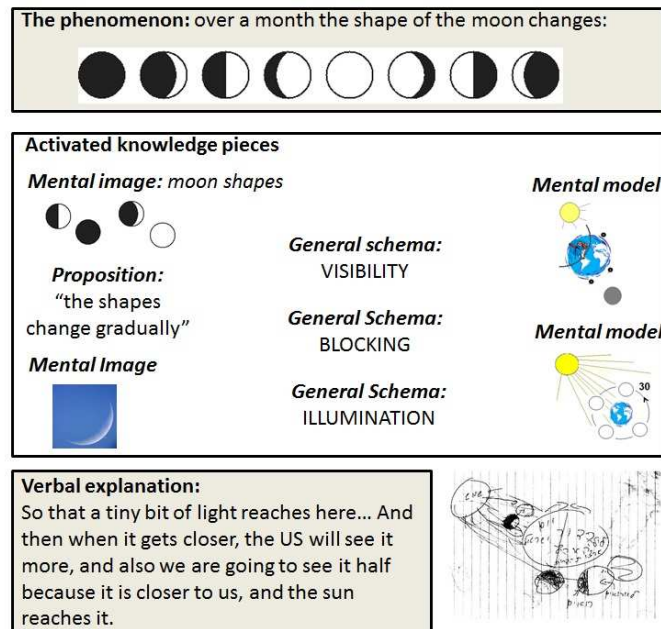 The phenomenon: over a month the shape of the moon changes:
Activated knowledge pieces
Mental image: moon shapes
Proposition:
“the shapes
change gradually”
Mental Image
General schema:
VISIBILITY
General Schema:
BLOCKING
General Schema:
ILLUMINATION
Mental model
Mental model
30
Verbal explanation:
So that a tiny bit of light reaches here... And
then when it gets closer, the US will see it
more, and also we are going to see it half
because it is closer to us, and the sun
reaches it.